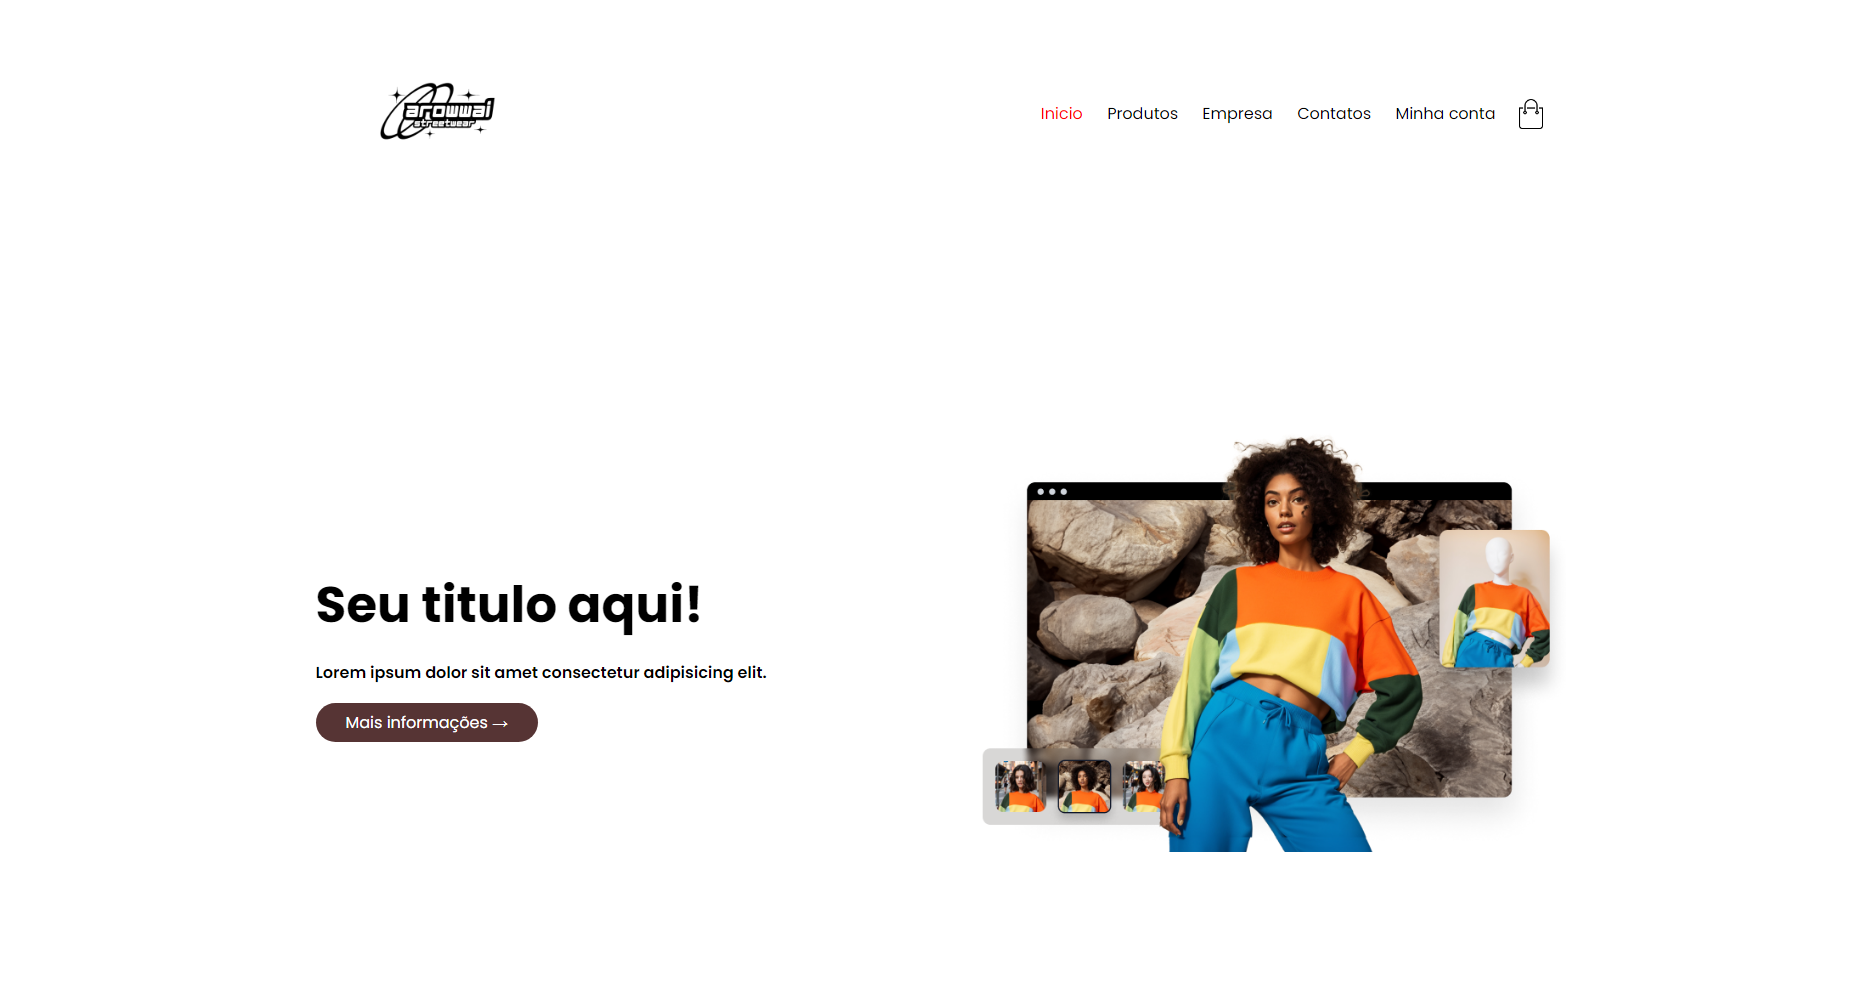 arowwai
streetwear
Inicio Produtos Empresa Contatos Minha conta
Seu titulo aqui!
Lorem ipsum dolor sit amet consectetur adipisicing elit.
Mais informações →